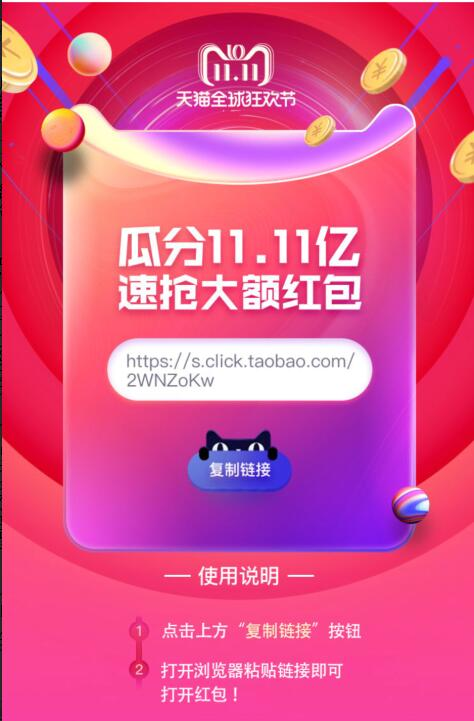 10
11.11
天猫全球狂欢节
瓜分11.11亿
速抢大额红包
https://s.click.taobao.com/
2WNZoKw
复制链接
使用说明
1 点击上方“复制链接”按钮
2 打开浏览器粘贴链接即可
打开红包！